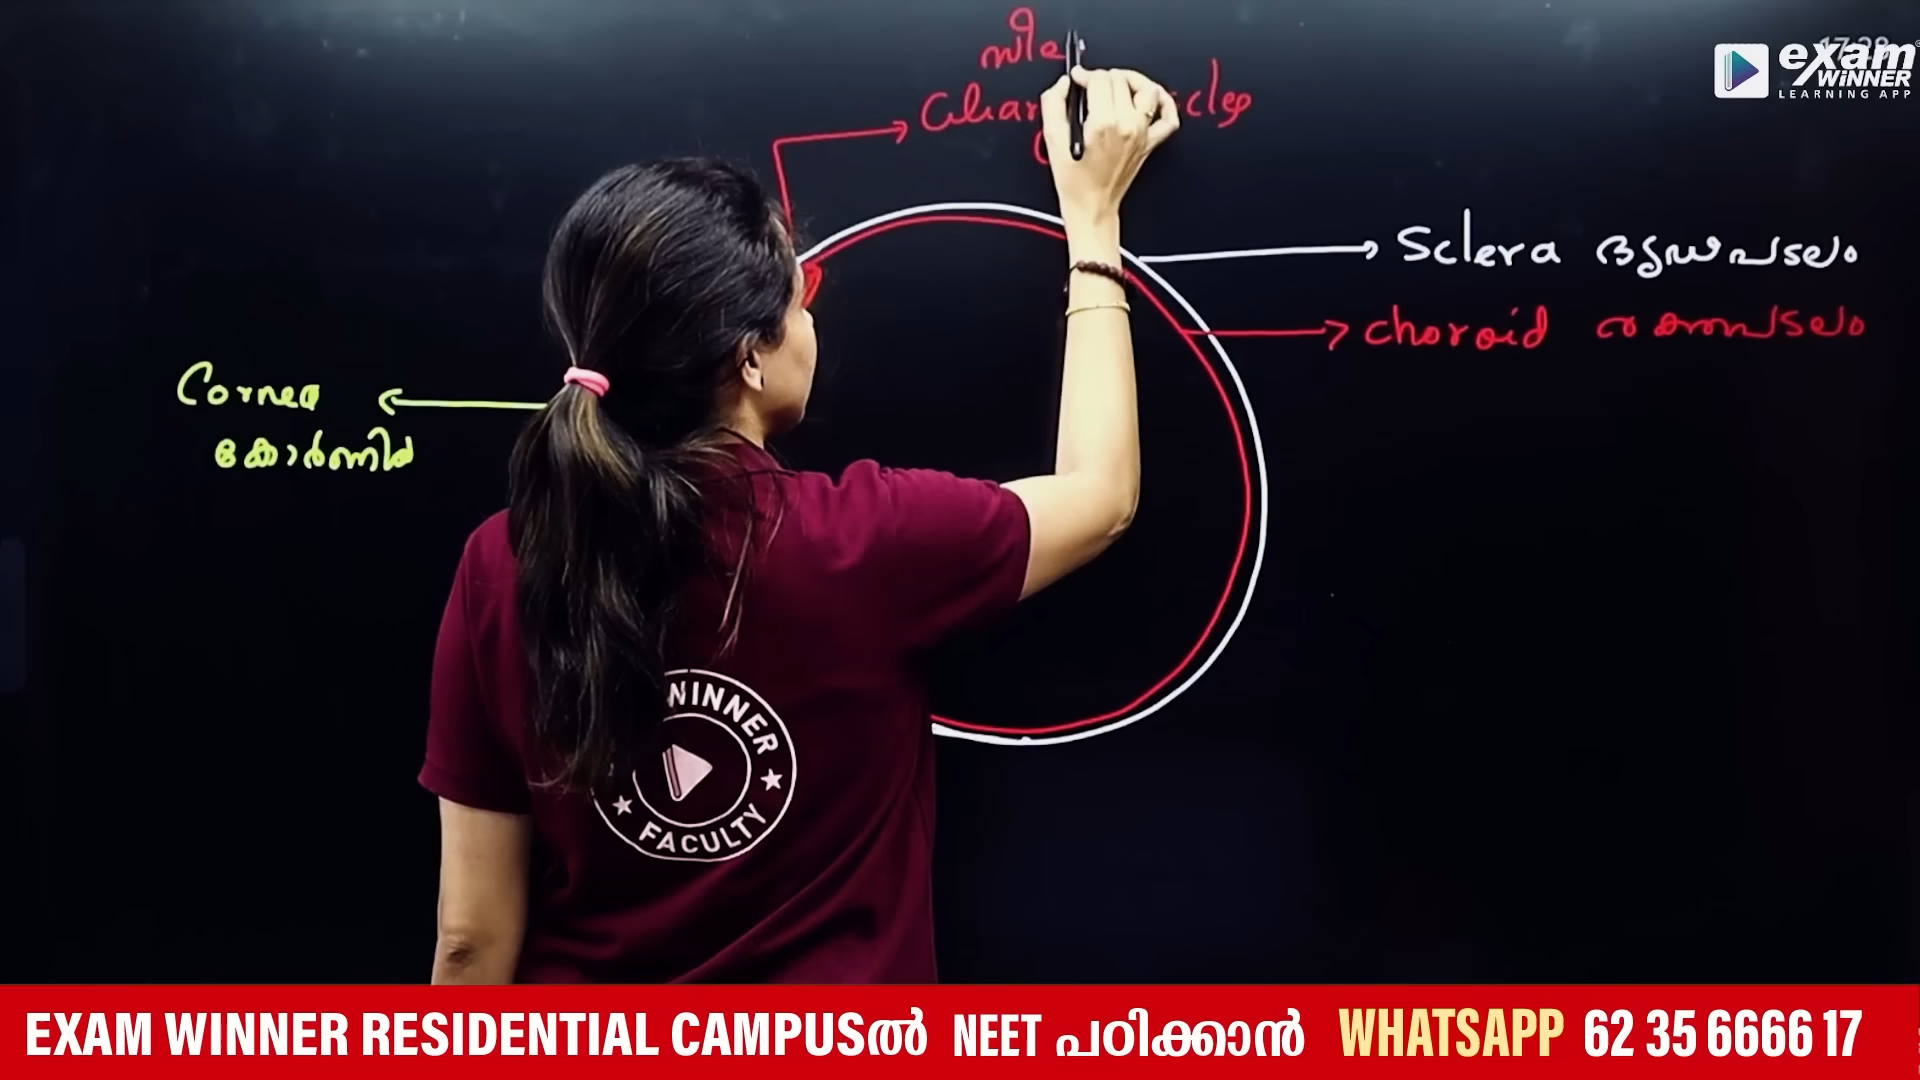 സീല
exam
WiNNER
LEARNING APP
Sclera ദൃഢപടലം
choroid രക്തപടലം
Cornea
കോർണിയ
WINNER
FACULTY
EXAM WINNER RESIDENTIAL CAMPUSൽ NEET പഠിക്കാൻ WHATSAPP 62 35 6666 17